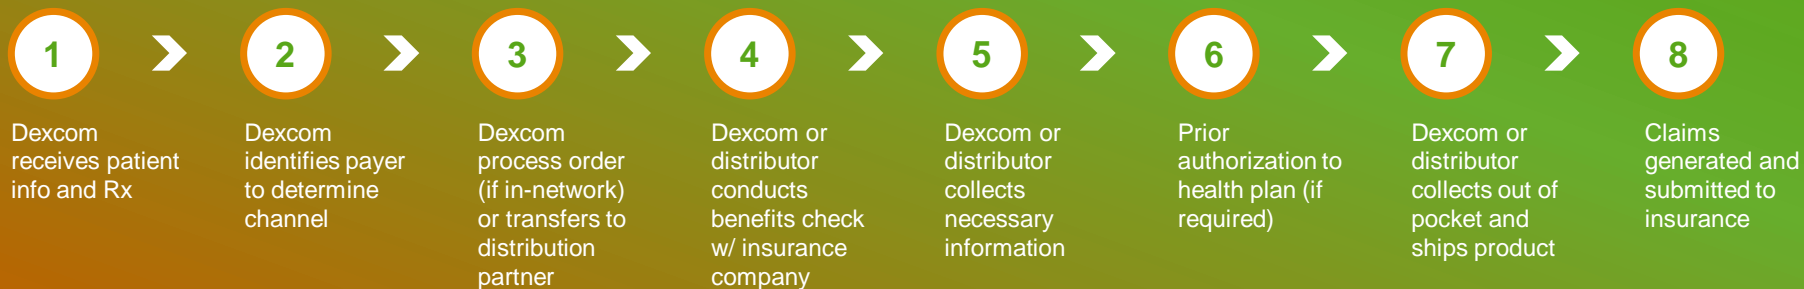 1
Dexcom
receives patient
info and Rx
2
Dexcom
identifies payer
to determine
channel
3
Dexcom
process order
(if in-network)
or transfers to
distribution
partner
4
Dexcom or
distributor
conducts
benefits check
w/ insurance
company
5
Dexcom or
distributor
collects
necessary
information
6
Prior
authorization to
health plan (if
required)
7
Dexcom or
distributor
collects out of
pocket and
ships product
8
Claims
generated and
submitted to
insurance